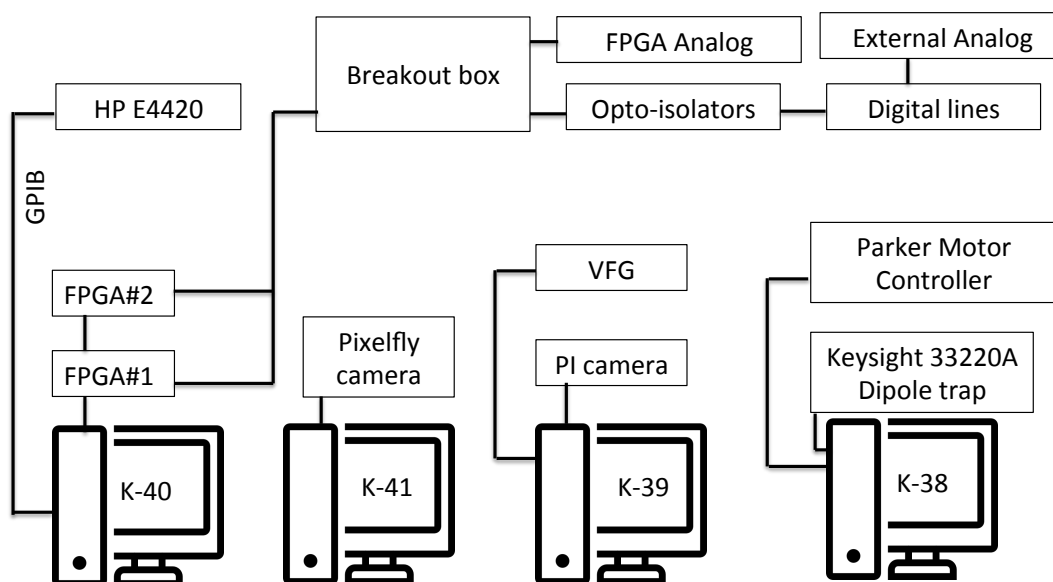 FPGA Analog
External Analog
Breakout box
HP E4420
Opto-isolators
Digital lines
GPIB
Parker Motor
Controller
VFG
FPGA#2
Pixelfly
camera
Keysight 33220A
Dipole trap
FPGA#1
PI camera
K-40
K-41
K-39
K-38